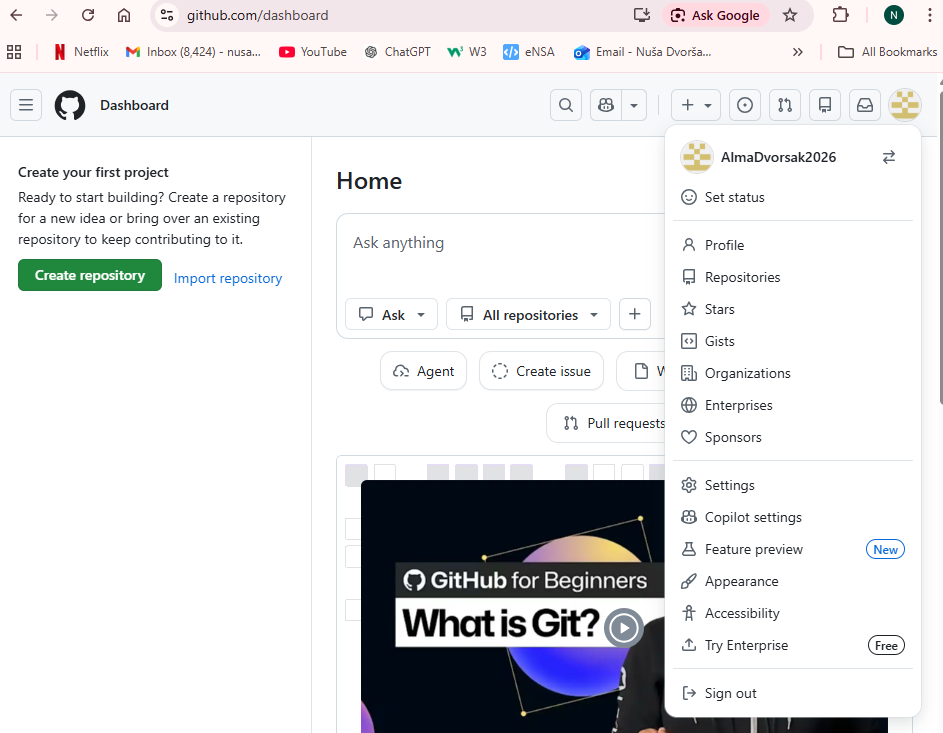 github.com/dashboard
Ask Google
N
Netflix
Inbox (8,424) - nusa...
YouTube
ChatGPT
W3
eNSA
Email - Nuša Dvorša...
»
All Bookmarks
Dashboard
Create your first project
Ready to start building? Create a repository
for a new idea or bring over an existing
repository to keep contributing to it.
Create repository
Import repository
Home
Ask anything
Ask
All repositories
Agent
Create issue
Pull requests
GitHub for Beginners
What is Git?
AlmaDvorsak2026
Set status
Profile
Repositories
Stars
Gists
Organizations
Enterprises
Sponsors
Settings
Copilot settings
Feature preview
New
Appearance
Accessibility
Try Enterprise
Free
Sign out